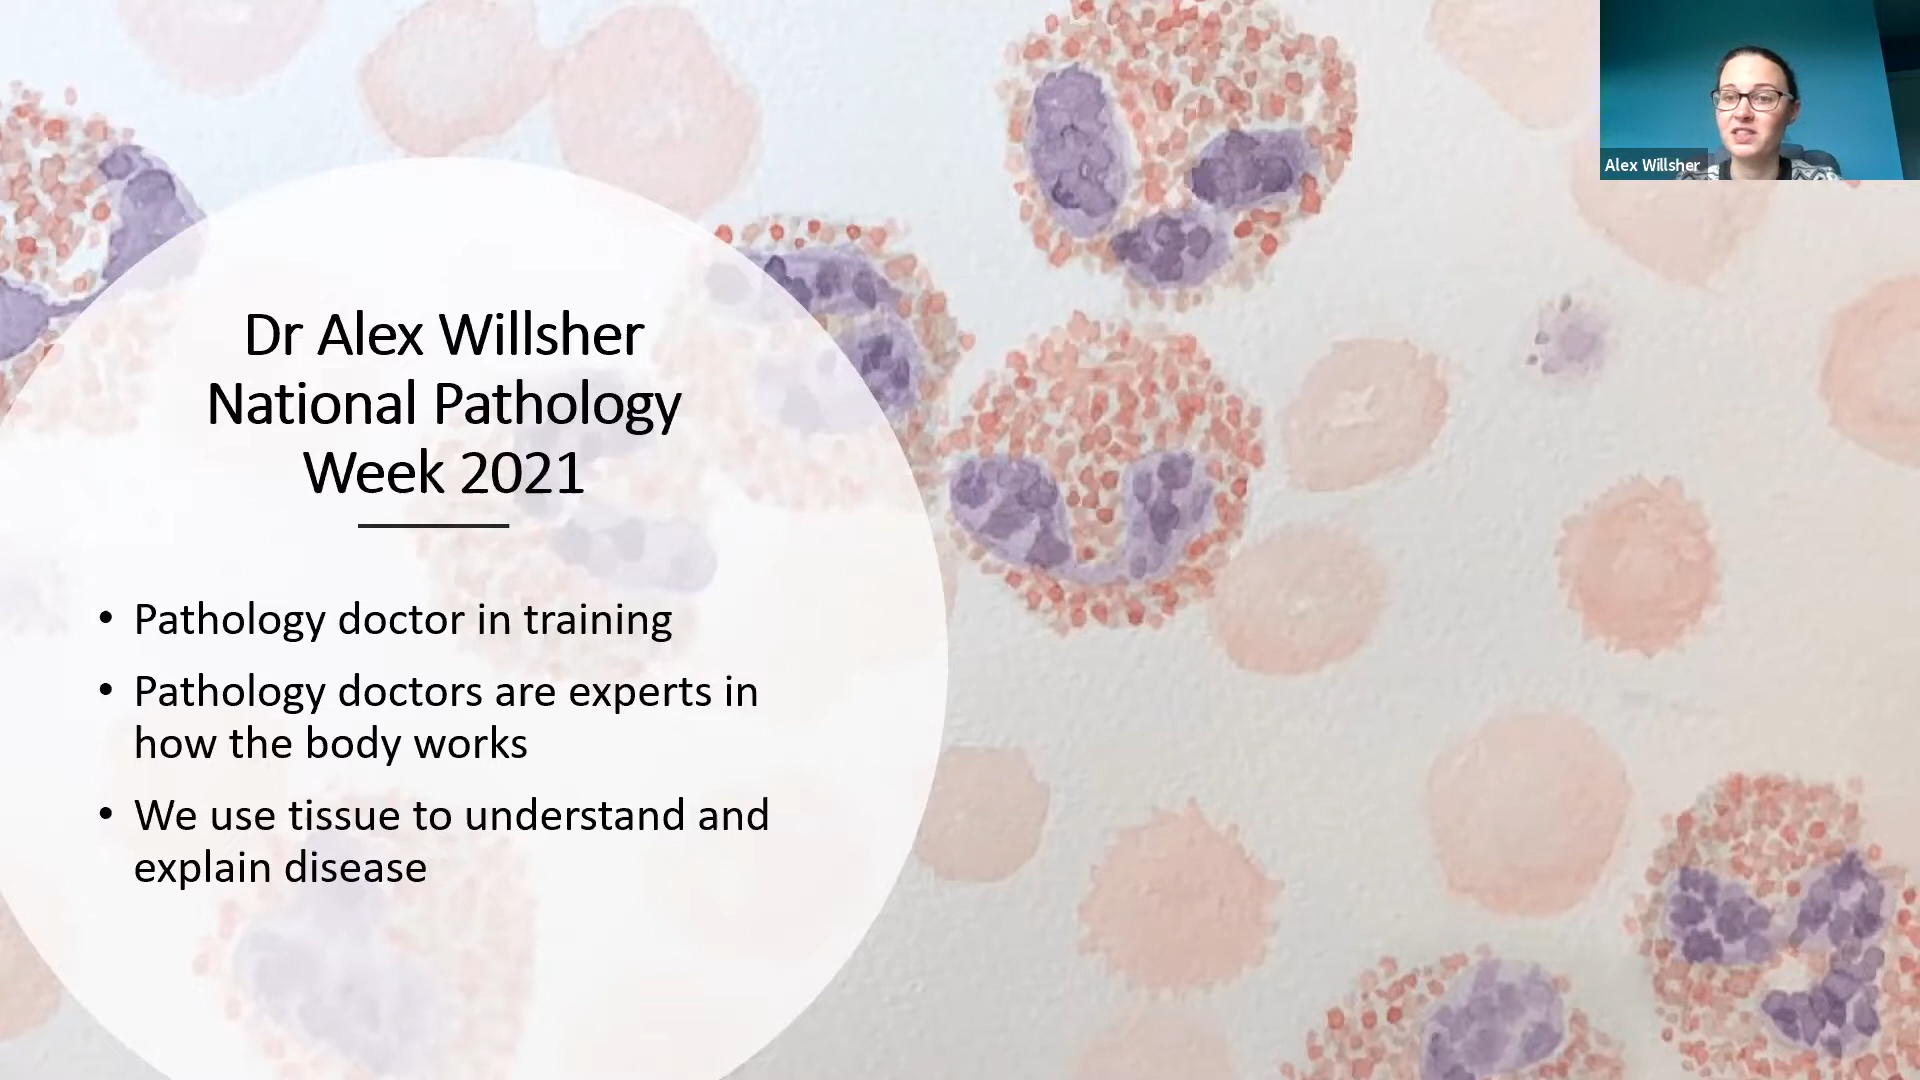 Alex Willsher
Dr Alex Willsher
National Pathology
Week 2021
• Pathology doctor in training
• Pathology doctors are experts in
how the body works
• We use tissue to understand and
explain disease